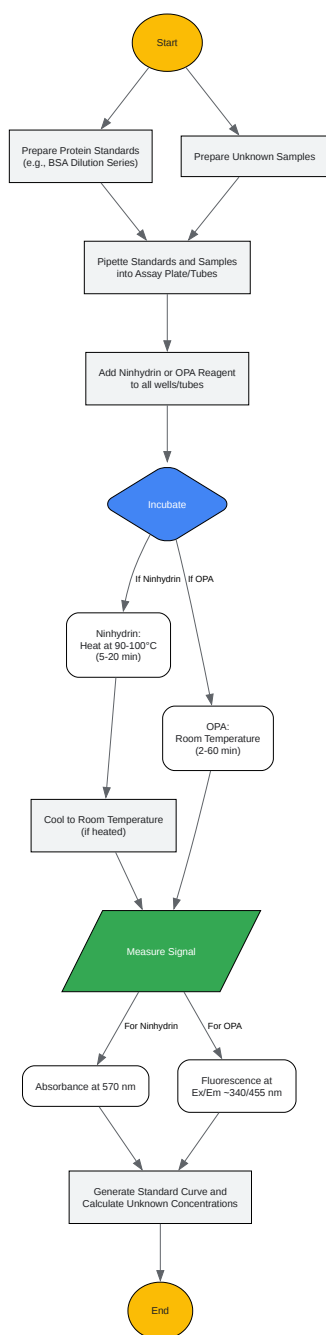 Start
Prepare Protein Standards
(e.g., BSA Dilution Series)
Prepare Unknown Samples
Pipette Standards and Samples
into Assay Plate/Tubes
Add Ninhydrin or OPA Reagent
to all wells/tubes
Incubate
If Ninhydrin
If OPA
Ninhydrin:
Heat at 90-100°C
(5-20 min)
OPA:
Room Temperature
(2-60 min)
Cool to Room Temperature
(if heated)
Measure Signal
For Ninhydrin
For OPA
Absorbance at 570 nm
Fluorescence at
Ex/Em ~340/455 nm
Generate Standard Curve and
Calculate Unknown Concentrations
End